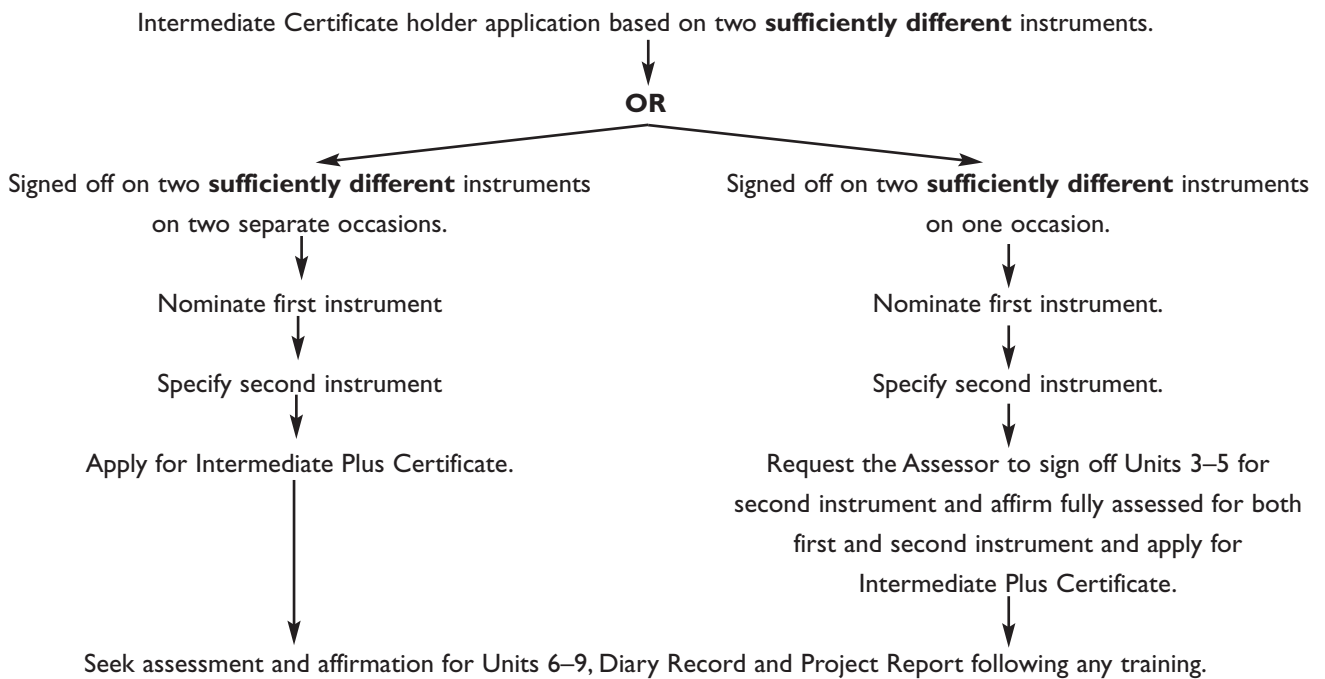 Intermediate Certificate holder application based on two sufficiently different instruments.
OR
Signed off on two sufficiently different instruments
on two separate occasions.
Nominate first instrument
Specify second instrument
Apply for Intermediate Plus Certificate.
Signed off on two sufficiently different instruments
on one occasion.
Nominate first instrument.
Specify second instrument.
Request the Assessor to sign off Units 3–5 for
second instrument and affirm fully assessed for both
first and second instrument and apply for
Intermediate Plus Certificate.
Seek assessment and affirmation for Units 6–9, Diary Record and Project Report following any training.